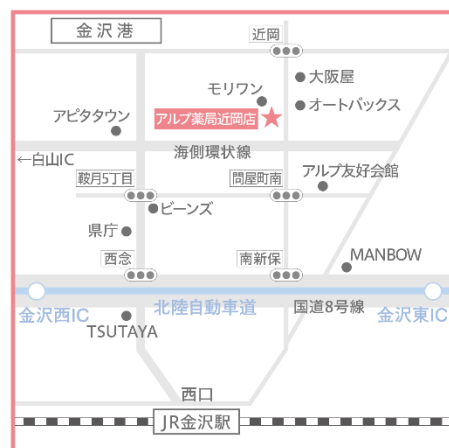 金沢港
近岡
大阪屋
モリワン
オートバックス
アピタタウン
アルプ薬局近岡店
海側環状線
←白山IC
鞍月5丁目
問屋町南
アルプ友好会館
ビーンズ
県庁
西念
南新保
MANBOW
北陸自動車道
国道8号線
金沢西IC
金沢東IC
TSUTAYA
西口
JR金沢駅